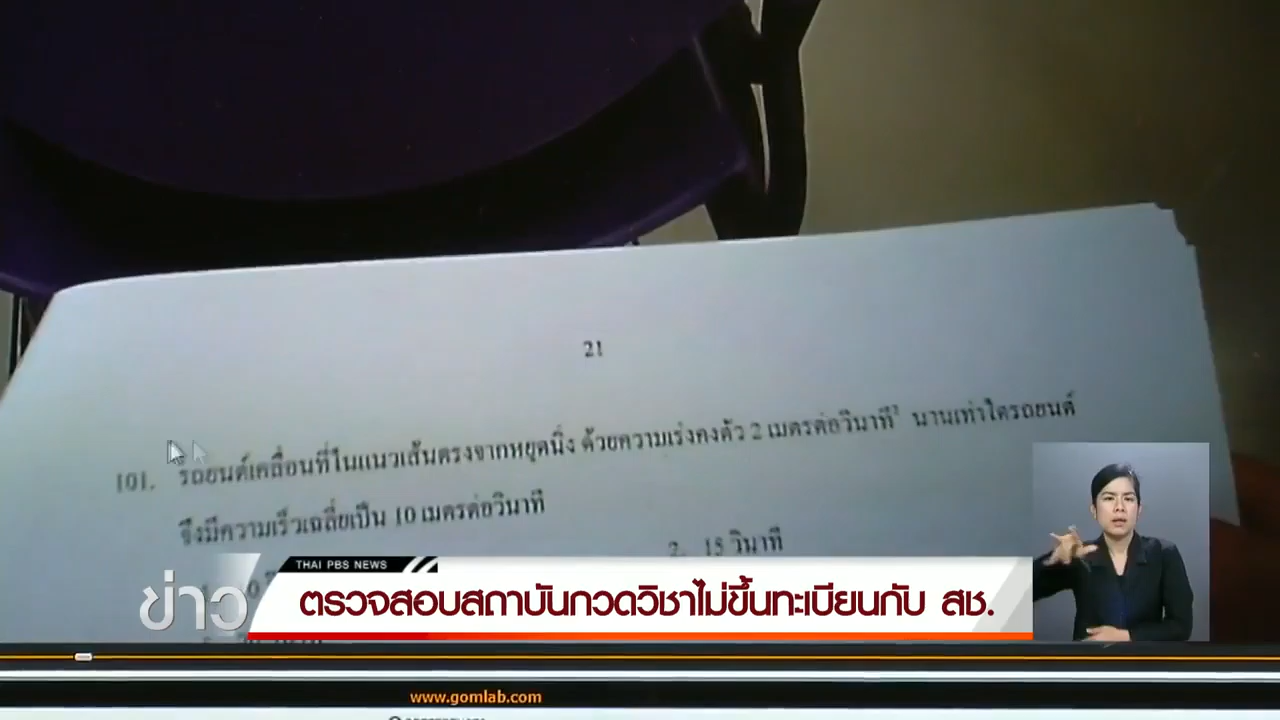 21
101. รถยนต์เคลื่อนที่ในแนวเส้นตรงจากหยุดนิ่ง ด้วยความเร่งคงตัว 2 เมตรต่อวินาที² นานเท่าใดรถยนต์
จึงมีความเร็วเฉลี่ยเป็น 10 เมตรต่อวินาที
2. 15 วินาที
THAI PBS NEWS
ข่าว
ตรวจสอบสถาบันกวดวิชาไม่ขึ้นทะเบียนกับ สช.
www.gomlab.com